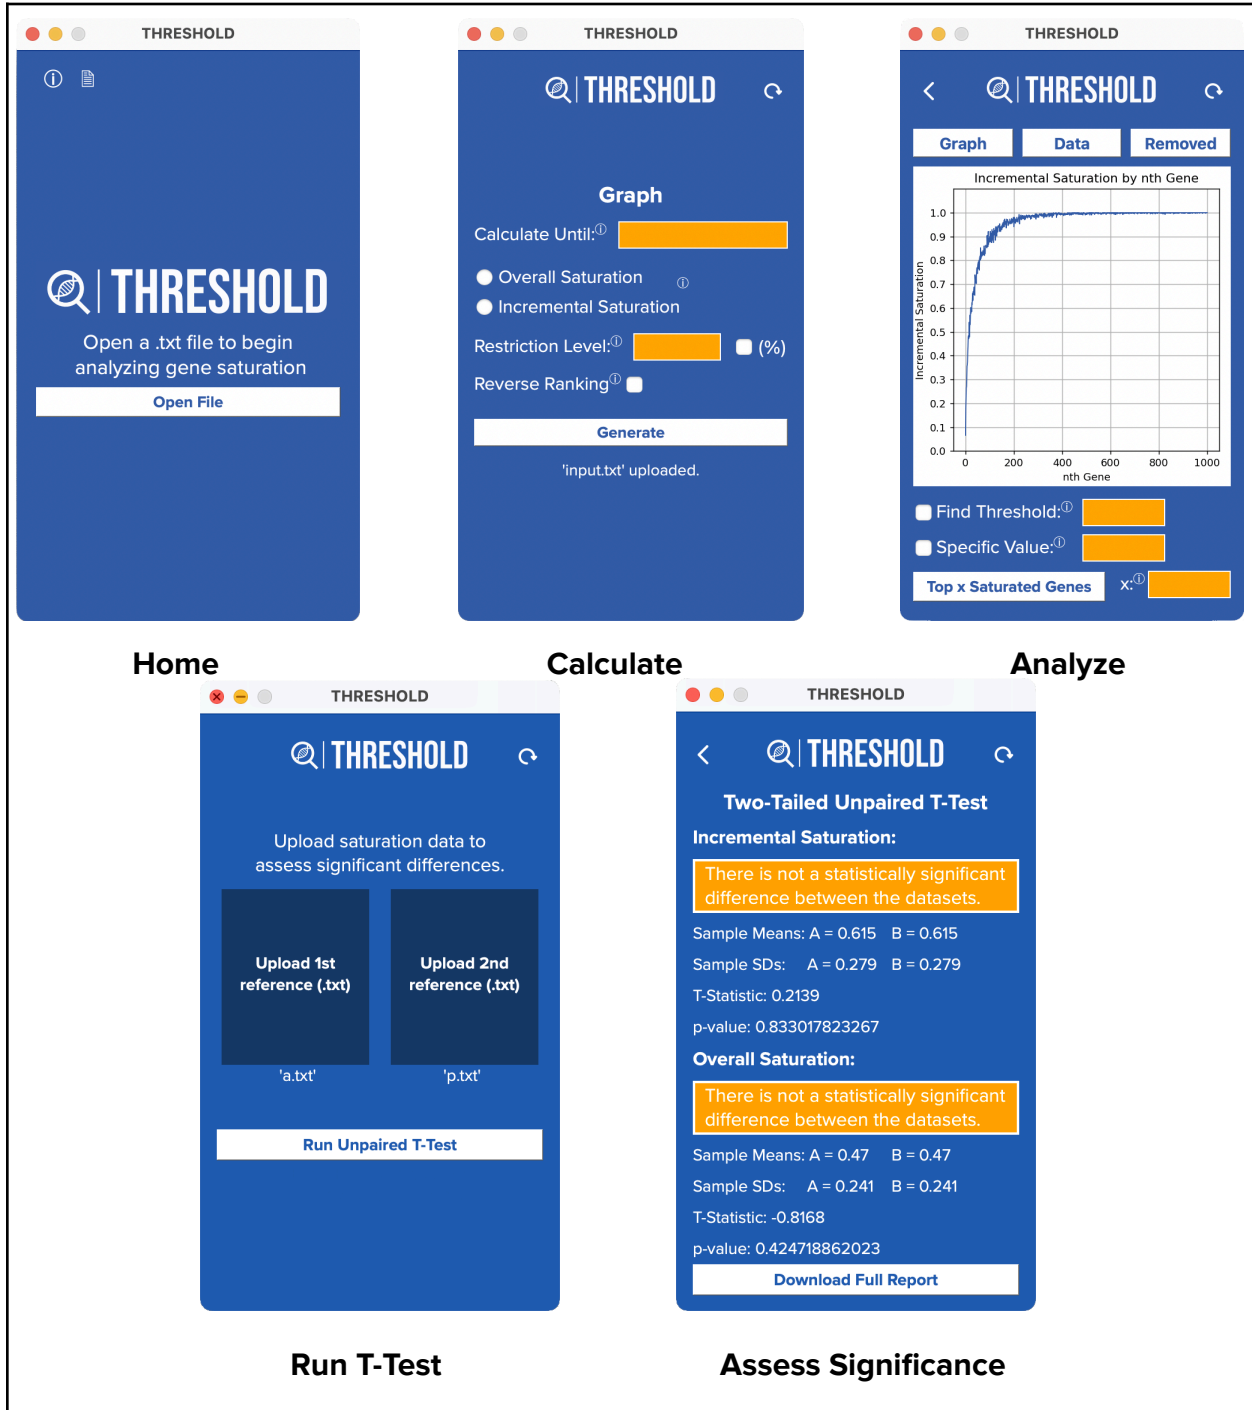 THRESHOLD
THRESHOLD
Open a .txt file to begin
analyzing gene saturation
Open File
Home
THRESHOLD
THRESHOLD
Graph
Calculate Until:ⓘ
Overall Saturation ⓘ
Incremental Saturation
Restriction Level:ⓘ (%)
Reverse Rankingⓘ
Generate
'input.txt' uploaded.
Calculate
THRESHOLD
THRESHOLD
Graph Data Removed
Incremental Saturation by nth Gene
Incremental Saturation
1.0
0.9
0.8
0.7
0.6
0.5
0.4
0.3
0.2
0.1
0.0
0 200 400 600 800 1000
nth Gene
Find Threshold:ⓘ
Specific Value:ⓘ
Top x Saturated Genes x:ⓘ
Analyze
THRESHOLD
THRESHOLD
Upload saturation data to
assess significant differences.
Upload 1st
reference (.txt)
Upload 2nd
reference (.txt)
'a.txt' 'p.txt'
Run Unpaired T-Test
Run T-Test
THRESHOLD
THRESHOLD
Two-Tailed Unpaired T-Test
Incremental Saturation:
There is not a statistically significant
difference between the datasets.
Sample Means: A = 0.615 B = 0.615
Sample SDs: A = 0.279 B = 0.279
T-Statistic: 0.2139
p-value: 0.833017823267
Overall Saturation:
There is not a statistically significant
difference between the datasets.
Sample Means: A = 0.47 B = 0.47
Sample SDs: A = 0.241 B = 0.241
T-Statistic: -0.8168
p-value: 0.424718862023
Download Full Report
Assess Significance